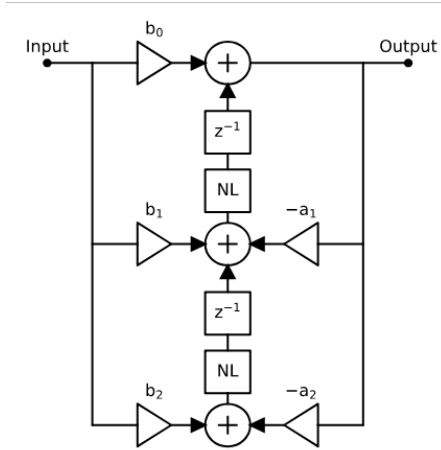 Input b₀ Output
+
z⁻¹
NL
b₁ + −a₁
z⁻¹
NL
b₂ + −a₂